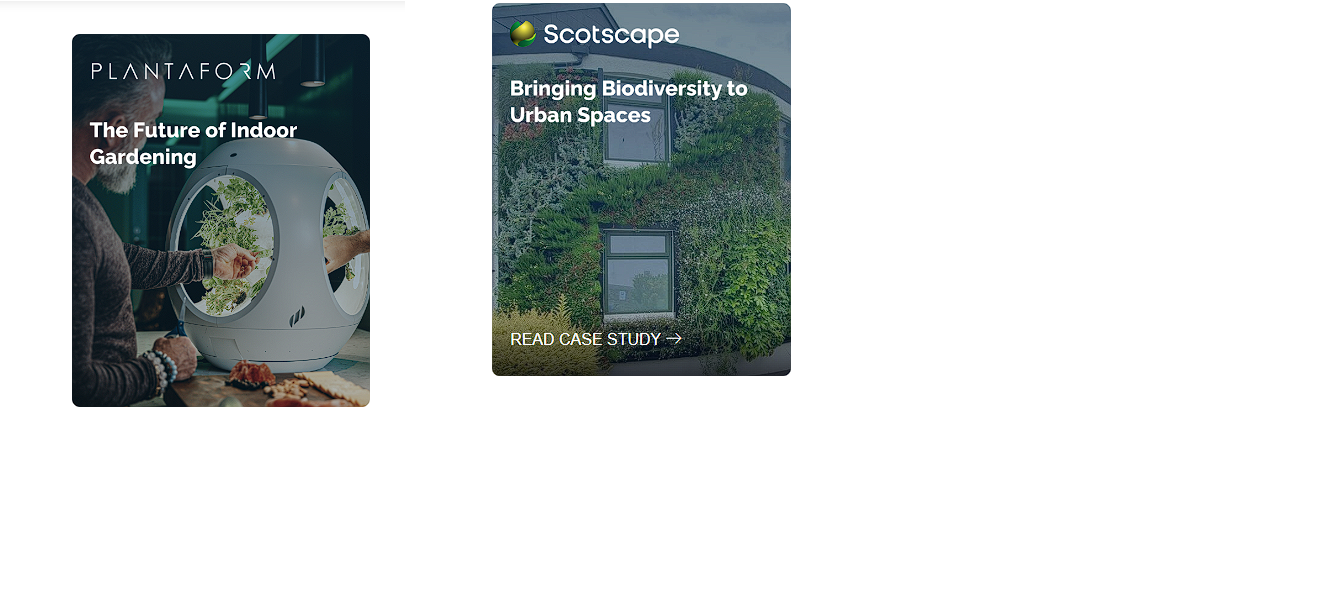 PLANTAFORM
The Future of Indoor
Gardening
Scotscape
Bringing Biodiversity to
Urban Spaces
READ CASE STUDY →